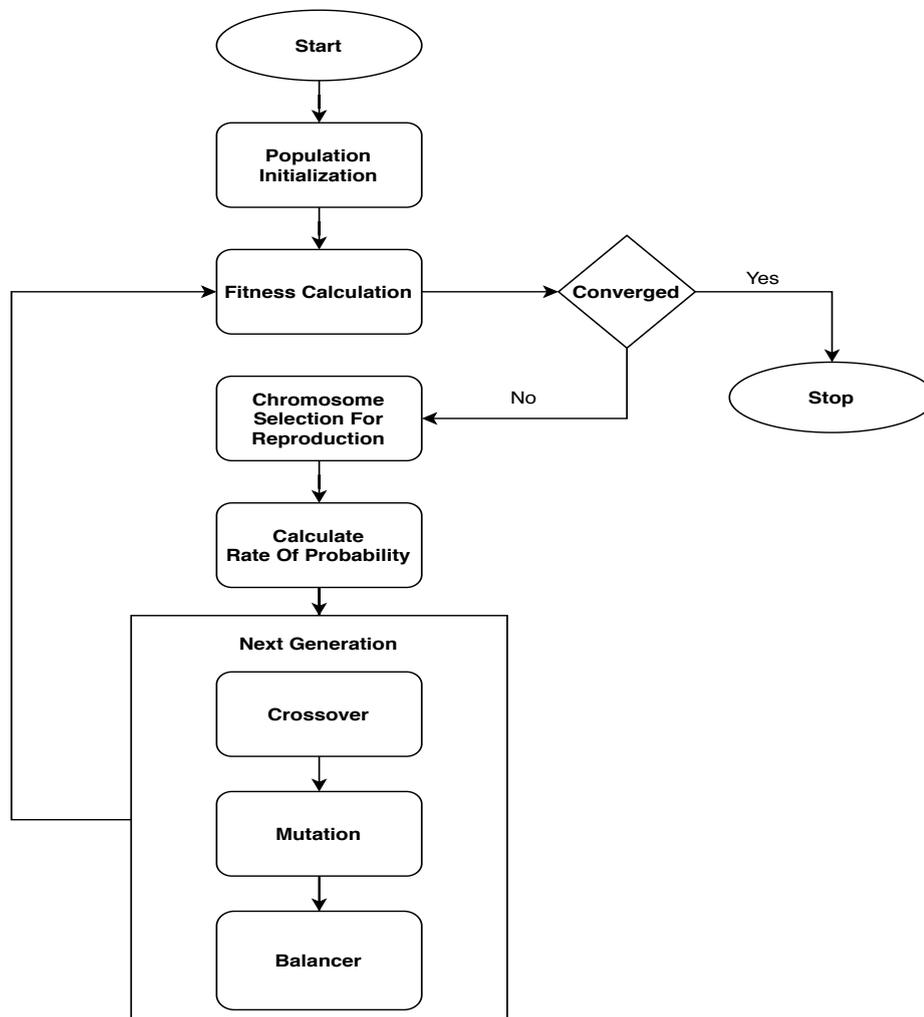 Start
Population
Initialization
Fitness Calculation
Converged
Yes
Stop
No
Chromosome
Selection For
Reproduction
Calculate
Rate Of Probability
Next Generation
Crossover
Mutation
Balancer